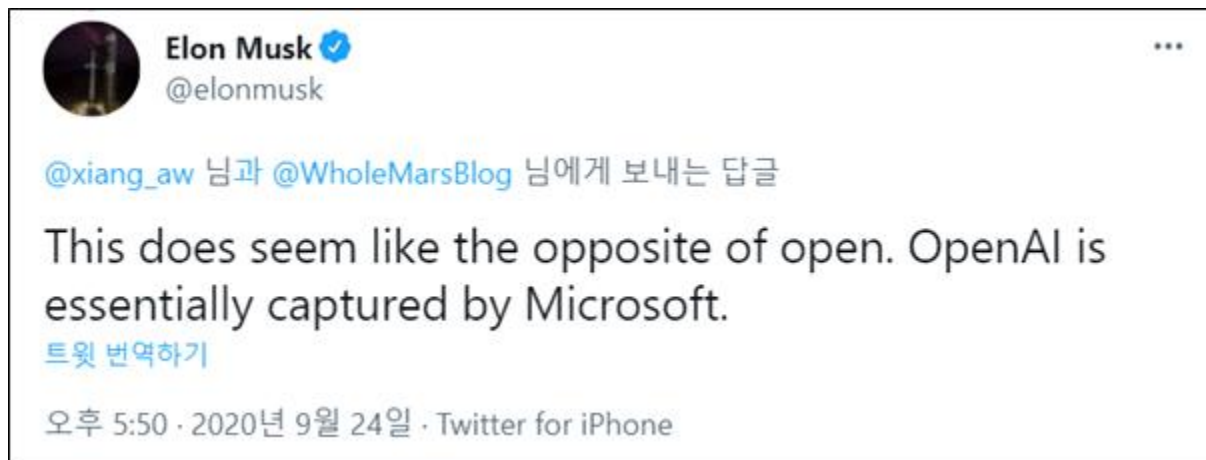 Elon Musk
@elonmusk
@xiang_aw 님과 @WholeMarsBlog 님에게 보내는 답글
This does seem like the opposite of open. OpenAI is
essentially captured by Microsoft.
트윗 번역하기
오후 5:50 · 2020년 9월 24일 · Twitter for iPhone